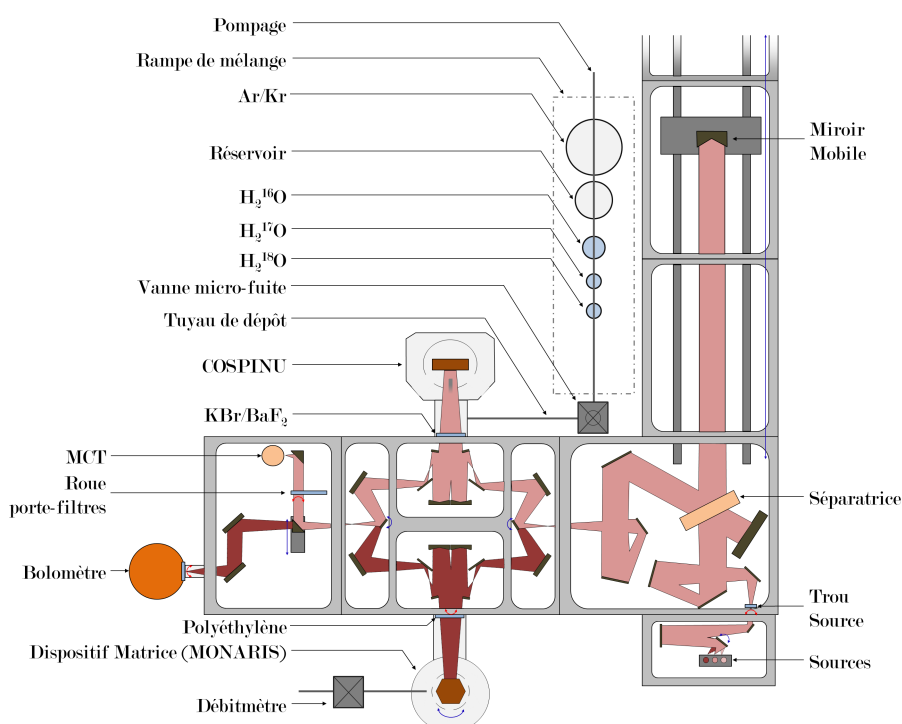 Pompage
Rampe de mélange
Ar/Kr
Réservoir
H₂¹⁶O
H₂¹⁷O
H₂¹⁸O
Vanne micro-fuite
Tuyau de dépôt
COSPINU
KBr/BaF₂
MCT
Roue
porte-filtres
Bolomètre
Polyéthylène
Dispositif Matrice (MONARIS)
Débitmètre
Miroir
Mobile
Séparatrice
Trou
Source
Sources